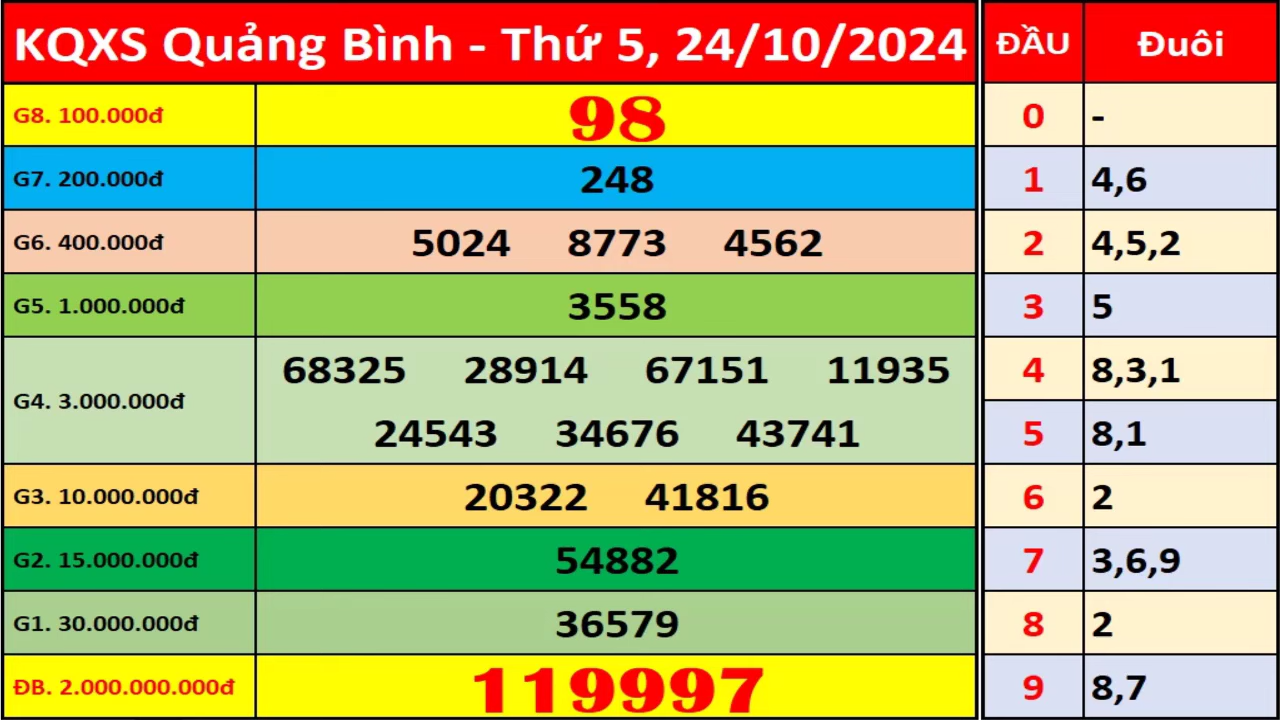 KQXS Quảng Bình - Thứ 5, 24/10/2024
G8. 100.000đ 98
G7. 200.000đ 248
G6. 400.000đ 5024 8773 4562
G5. 1.000.000đ 3558
G4. 3.000.000đ 68325 28914 67151 11935
24543 34676 43741
G3. 10.000.000đ 20322 41816
G2. 15.000.000đ 54882
G1. 30.000.000đ 36579
ĐB. 2.000.000.000đ 119997
ĐẦU Đuôi
0 -
1 4,6
2 4,5,2
3 5
4 8,3,1
5 8,1
6 2
7 3,6,9
8 2
9 8,7